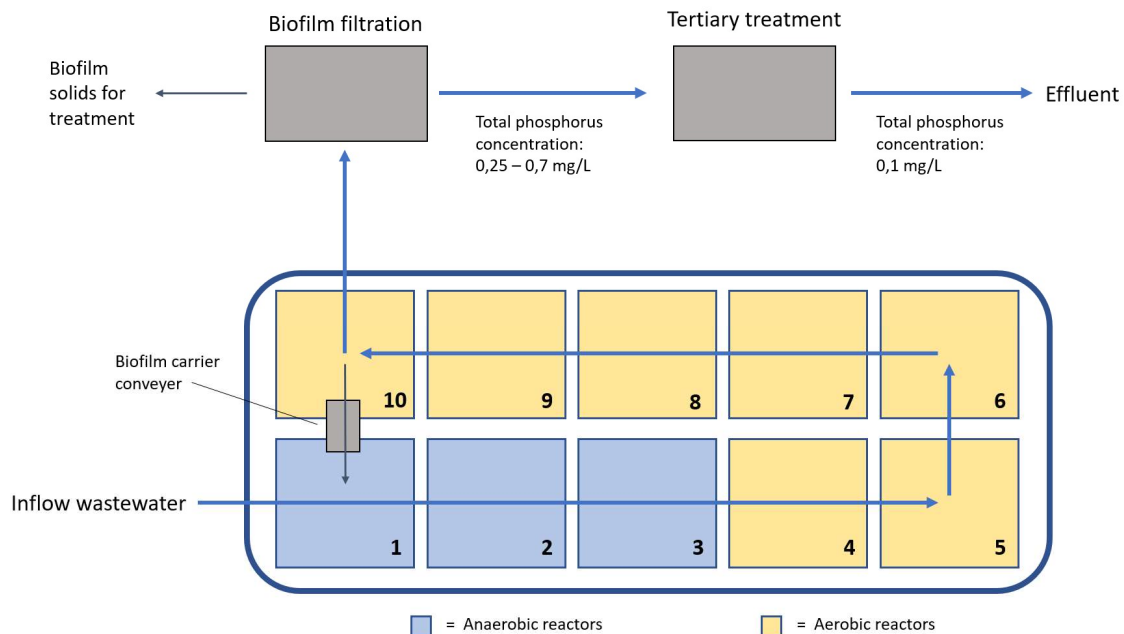 Biofilm filtration
Tertiary treatment
Biofilm
solids for
treatment
Effluent
Total phosphorus
concentration:
0,25 – 0,7 mg/L
Total phosphorus
concentration:
0,1 mg/L
Biofilm carrier
conveyer
10
9
8
7
6
Inflow wastewater
1
2
3
4
5
= Anaerobic reactors
= Aerobic reactors